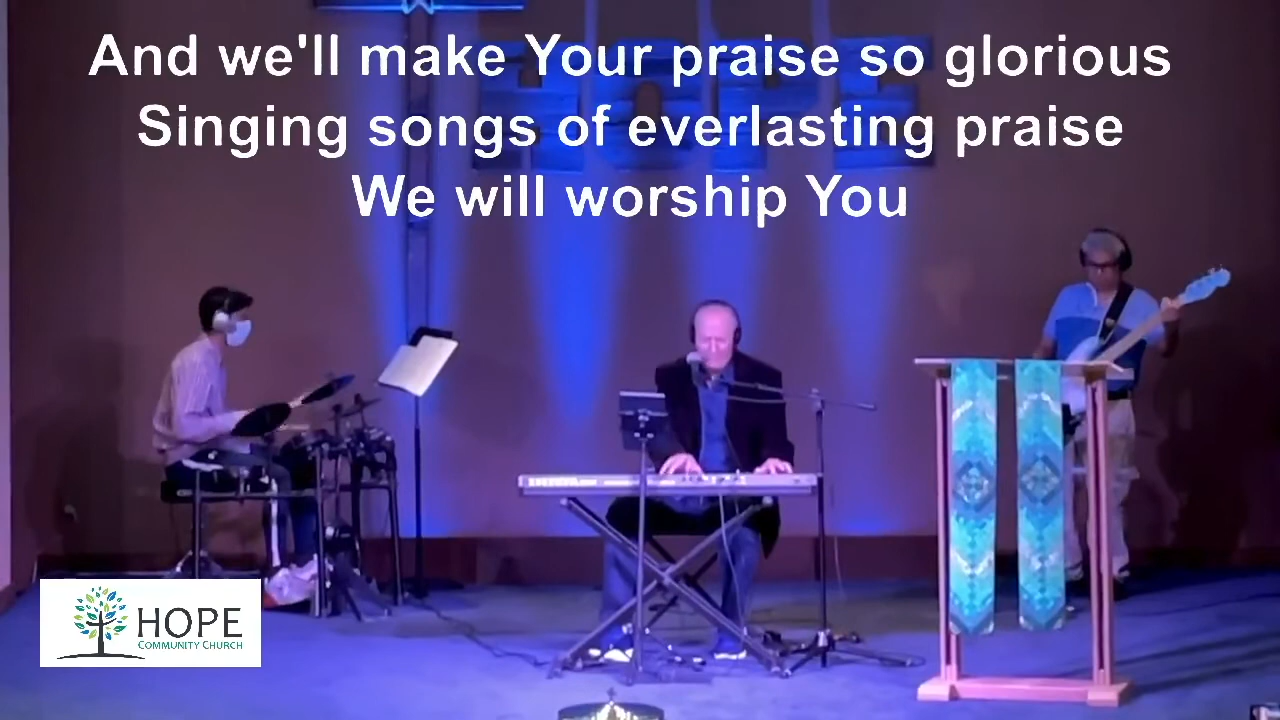 And we'll make Your praise so glorious
Singing songs of everlasting praise
We will worship You
HOPE
HOPE
COMMUNITY CHURCH